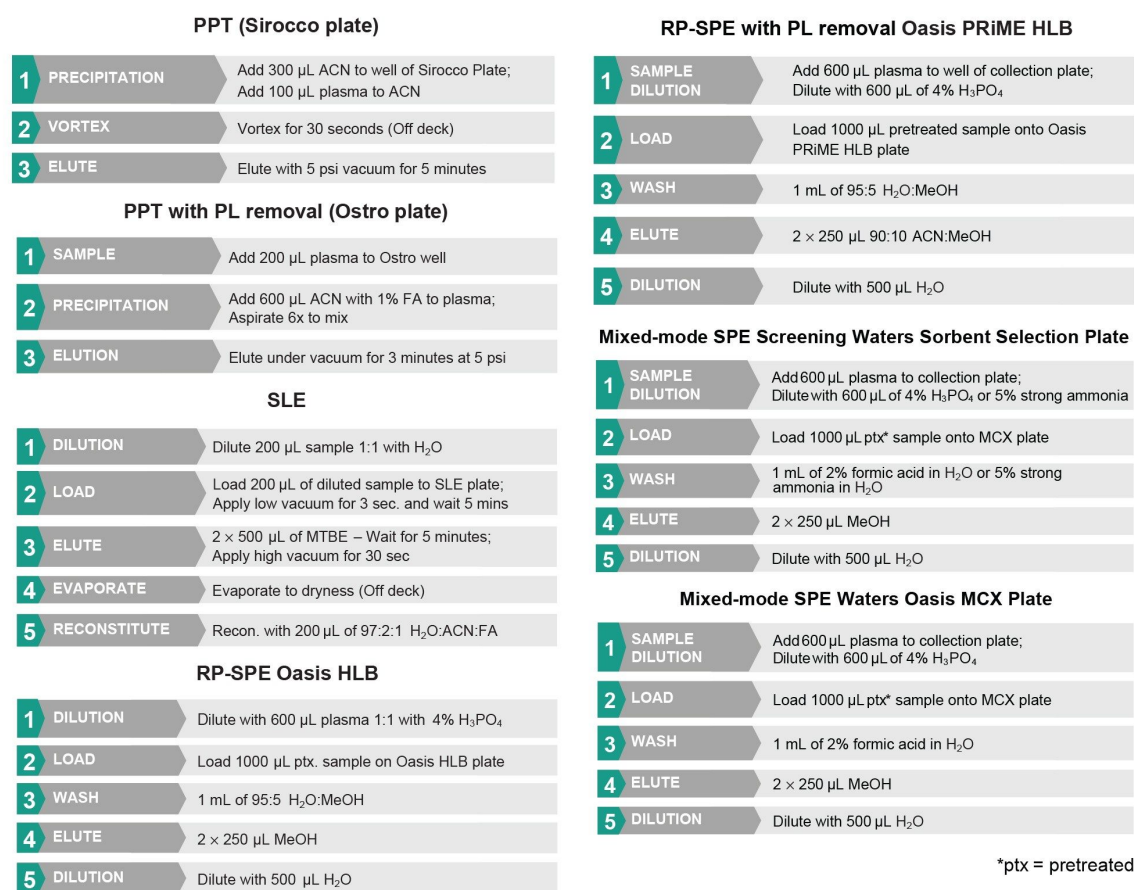 PPT (Sirocco plate)
1 PRECIPITATION Add 300 µL ACN to well of Sirocco Plate;
Add 100 µL plasma to ACN
2 VORTEX Vortex for 30 seconds (Off deck)
3 ELUTE Elute with 5 psi vacuum for 5 minutes
PPT with PL removal (Ostro plate)
1 SAMPLE Add 200 µL plasma to Ostro well
2 PRECIPITATION Add 600 µL ACN with 1% FA to plasma;
Aspirate 6x to mix
3 ELUTION Elute under vacuum for 3 minutes at 5 psi
SLE
1 DILUTION Dilute 200 µL sample 1:1 with H₂O
2 LOAD Load 200 µL of diluted sample to SLE plate;
Apply low vacuum for 3 sec. and wait 5 mins
3 ELUTE 2 × 500 µL of MTBE – Wait for 5 minutes;
Apply high vacuum for 30 sec
4 EVAPORATE Evaporate to dryness (Off deck)
5 RECONSTITUTE Recon. with 200 µL of 97:2:1 H₂O:ACN:FA
RP-SPE Oasis HLB
1 DILUTION Dilute with 600 µL plasma 1:1 with 4% H₃PO₄
2 LOAD Load 1000 µL ptx. sample on Oasis HLB plate
3 WASH 1 mL of 95:5 H₂O:MeOH
4 ELUTE 2 × 250 µL MeOH
5 DILUTION Dilute with 500 µL H₂O
RP-SPE with PL removal Oasis PRiME HLB
1 SAMPLE DILUTION Add 600 µL plasma to well of collection plate;
Dilute with 600 µL of 4% H₃PO₄
2 LOAD Load 1000 µL pretreated sample onto Oasis
PRiME HLB plate
3 WASH 1 mL of 95:5 H₂O:MeOH
4 ELUTE 2 × 250 µL 90:10 ACN:MeOH
5 DILUTION Dilute with 500 µL H₂O
Mixed-mode SPE Screening Waters Sorbent Selection Plate
1 SAMPLE DILUTION Add 600 µL plasma to collection plate;
Dilute with 600 µL of 4% H₃PO₄ or 5% strong ammonia
2 LOAD Load 1000 µL ptx* sample onto MCX plate
3 WASH 1 mL of 2% formic acid in H₂O or 5% strong
ammonia in H₂O
4 ELUTE 2 × 250 µL MeOH
5 DILUTION Dilute with 500 µL H₂O
Mixed-mode SPE Waters Oasis MCX Plate
1 SAMPLE DILUTION Add 600 µL plasma to collection plate;
Dilute with 600 µL of 4% H₃PO₄
2 LOAD Load 1000 µL ptx* sample onto MCX plate
3 WASH 1 mL of 2% formic acid in H₂O
4 ELUTE 2 × 250 µL MeOH
5 DILUTION Dilute with 500 µL H₂O
*ptx = pretreated